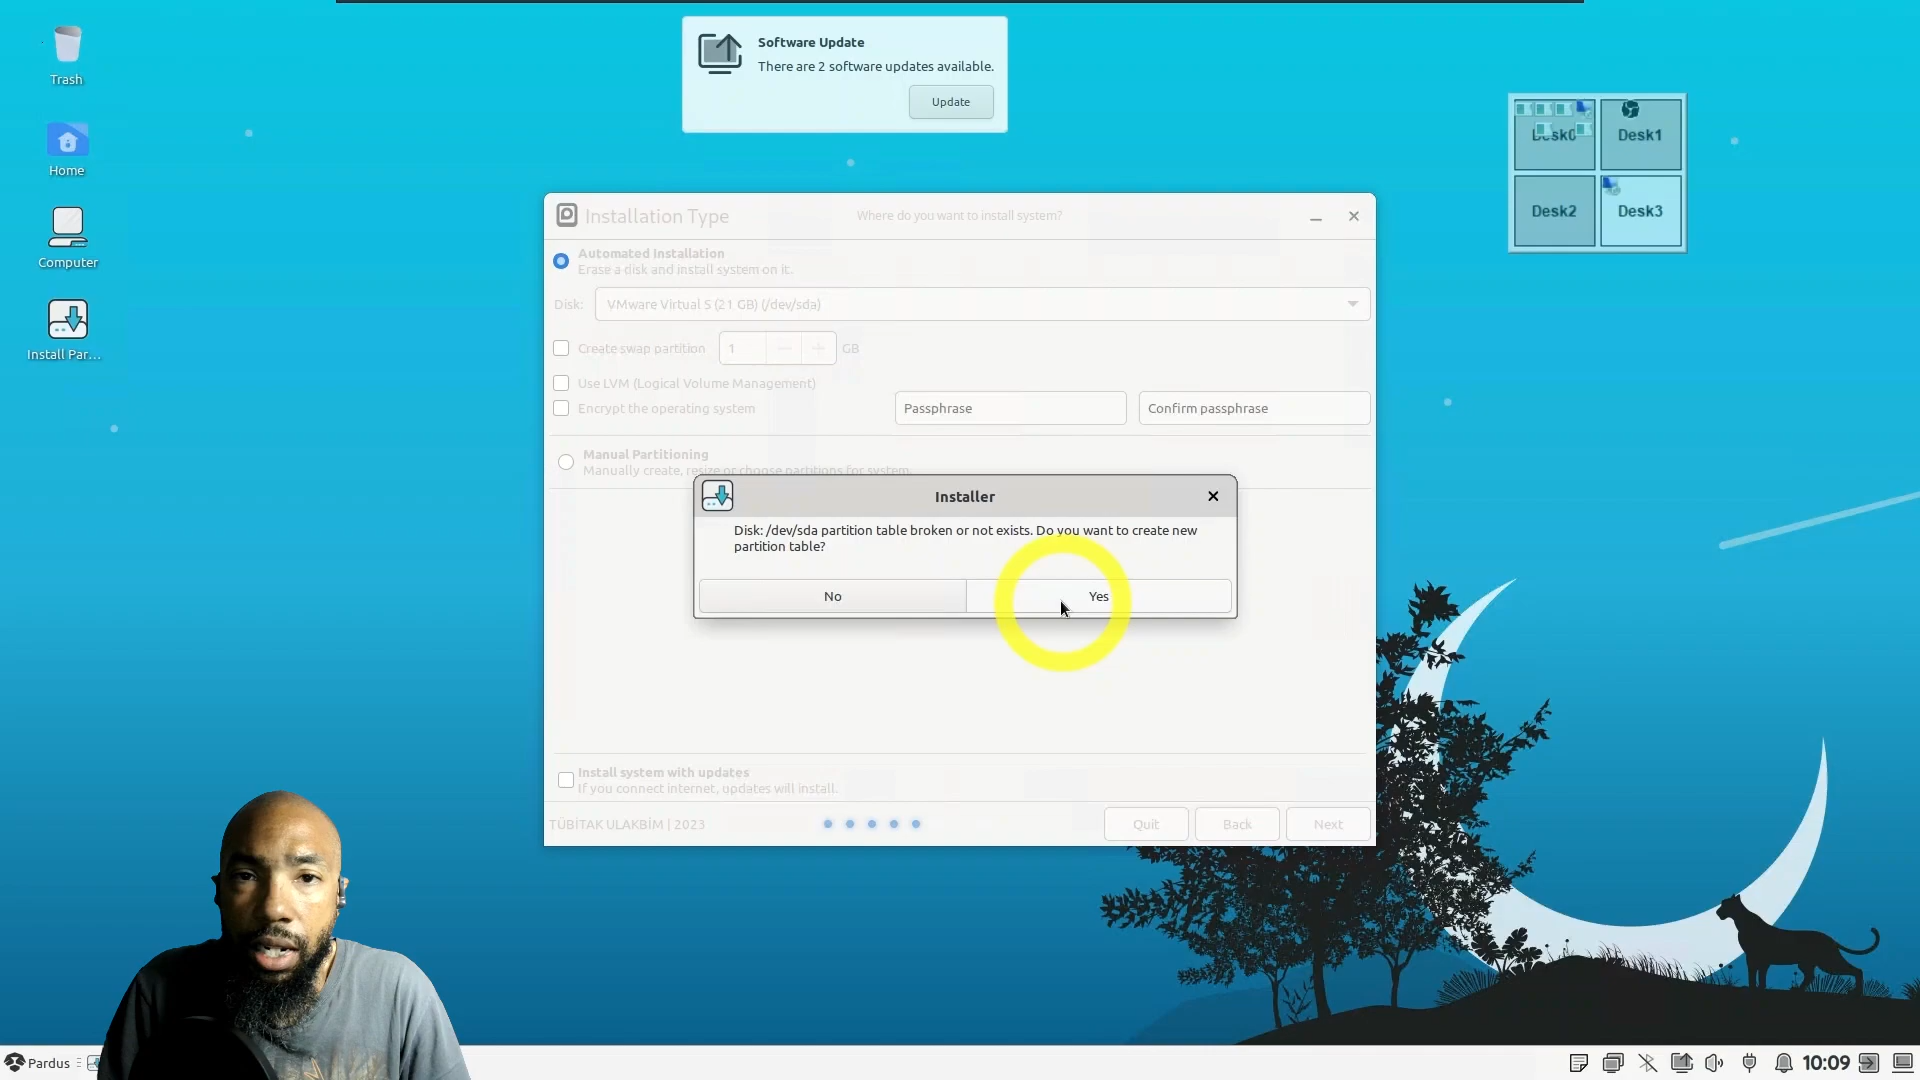 Trash
Home
Computer
Install Par...
Software Update
There are 2 software updates available.
Update
Desk0
Desk1
Desk2
Desk3
Installation Type
Where do you want to install system?
Automated Installation
Erase a disk and install system on it.
Disk:
VMware Virtual S (21 GB) (/dev/sda)
Create swap partition
1
GB
Use LVM (Logical Volume Management)
Encrypt the operating system
Passphrase
Confirm passphrase
Manual Partitioning
Manually create, resize or choose partitions for system.
Installer
Disk: /dev/sda partition table broken or not exists. Do you want to create new
partition table?
No
Yes
Install system with updates
If you connect internet, updates will install.
TÜBİTAK ULAKBİM | 2023
Quit
Back
Next
Pardus
10:09